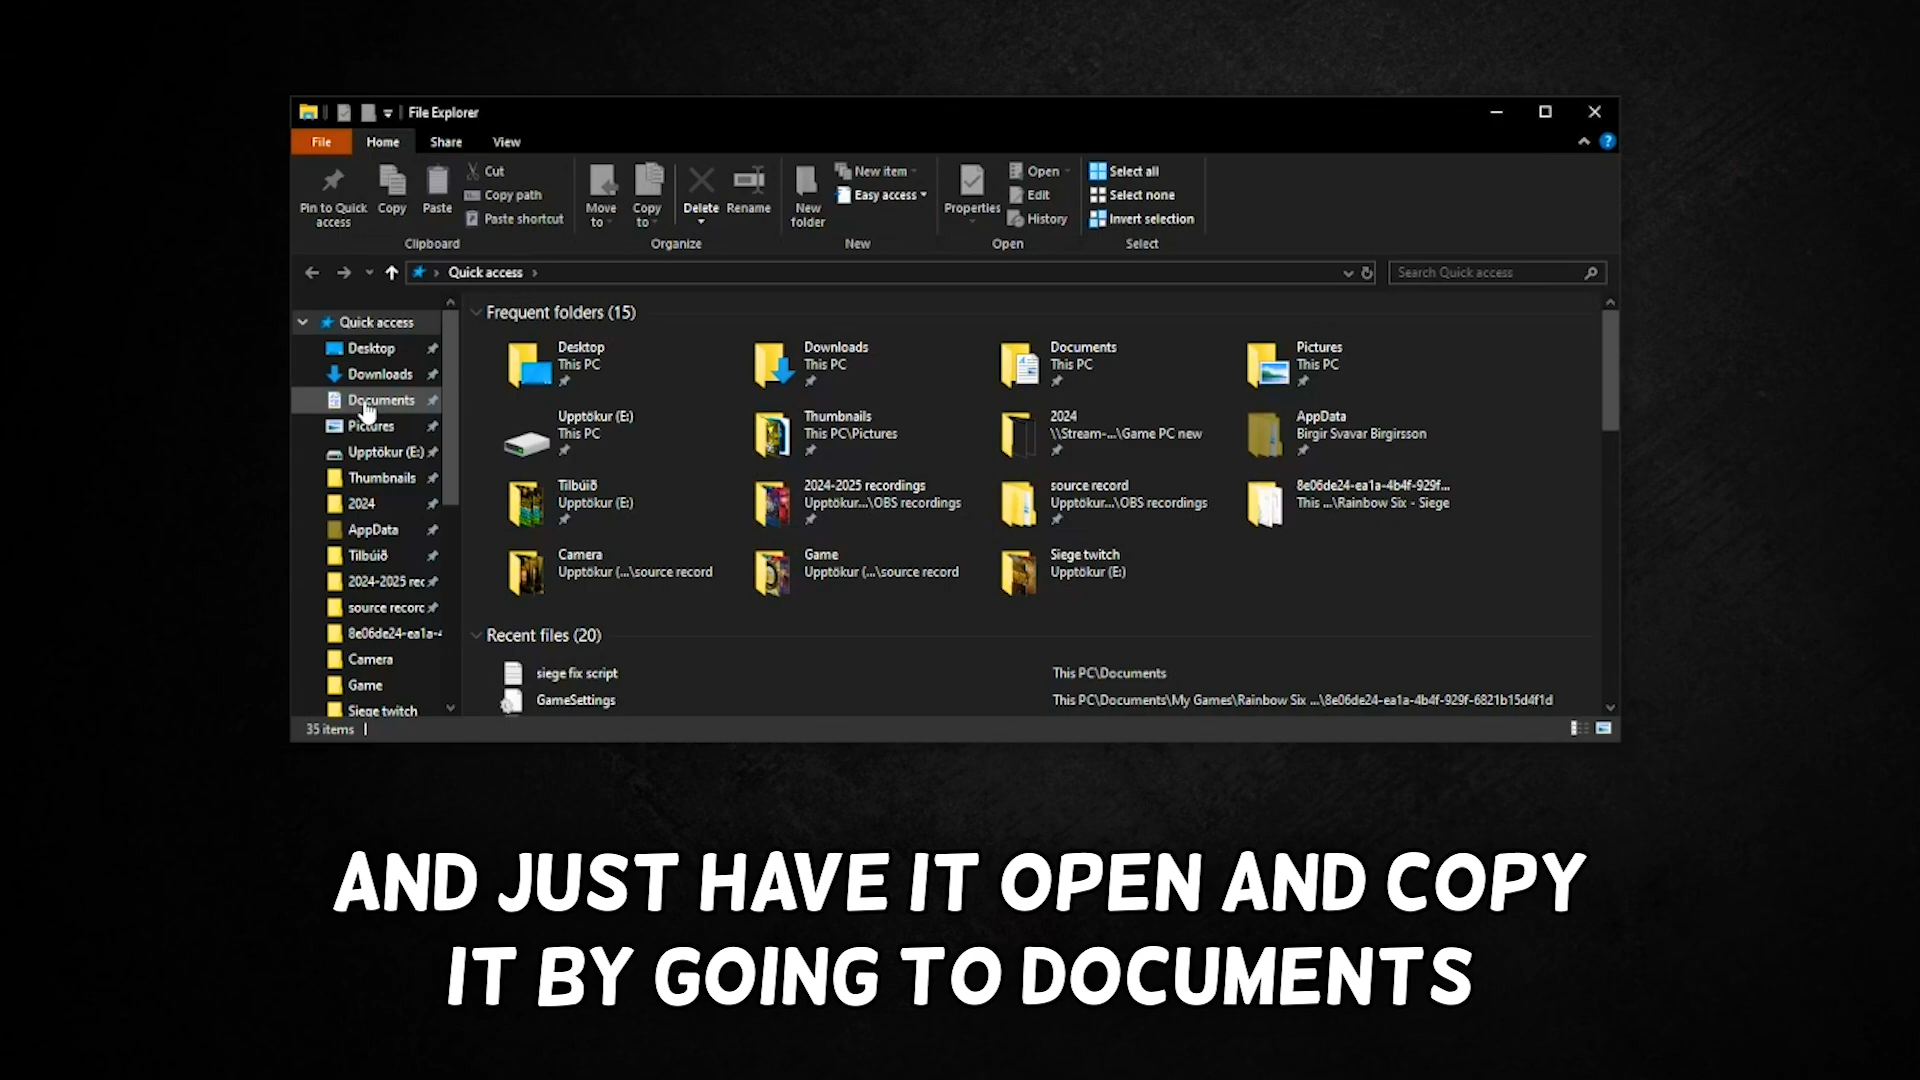 File Explorer
File Home Share View
Pin to Quick access
Copy
Paste
Cut
Copy path
Paste shortcut
Clipboard
Move to
Copy to
Delete
Rename
Organize
New folder
New item
Easy access
New
Properties
Open
Edit
History
Open
Select all
Select none
Invert selection
Select
Quick access
Search Quick access
Quick access
Desktop
Downloads
Documents
Pictures
Upptökur (E:)
Thumbnails
2024
AppData
Tilbúið
2024-2025 rec
source recorc
8e06de24-ea1a-4
Camera
Game
Siege twitch
Frequent folders (15)
Desktop
This PC
Downloads
This PC
Documents
This PC
Pictures
This PC
Upptökur (E:)
This PC
Thumbnails
This PC\Pictures
2024
\\Stream-...\Game PC new
AppData
Birgir Svavar Birgirsson
Tilbúið
Upptökur (E:)
2024-2025 recordings
Upptökur...\OBS recordings
source record
Upptökur...\OBS recordings
8e06de24-ea1a-4b4f-929f...
This ...\Rainbow Six - Siege
Camera
Upptökur (...\source record
Game
Upptökur (...\source record
Siege twitch
Upptökur (E:)
Recent files (20)
siege fix script This PC\Documents
GameSettings This PC\Documents\My Games\Rainbow Six ...\8e06de24-ea1a-4b4f-929f-6821b15d4f1d
35 items
AND JUST HAVE IT OPEN AND COPY
IT BY GOING TO DOCUMENTS